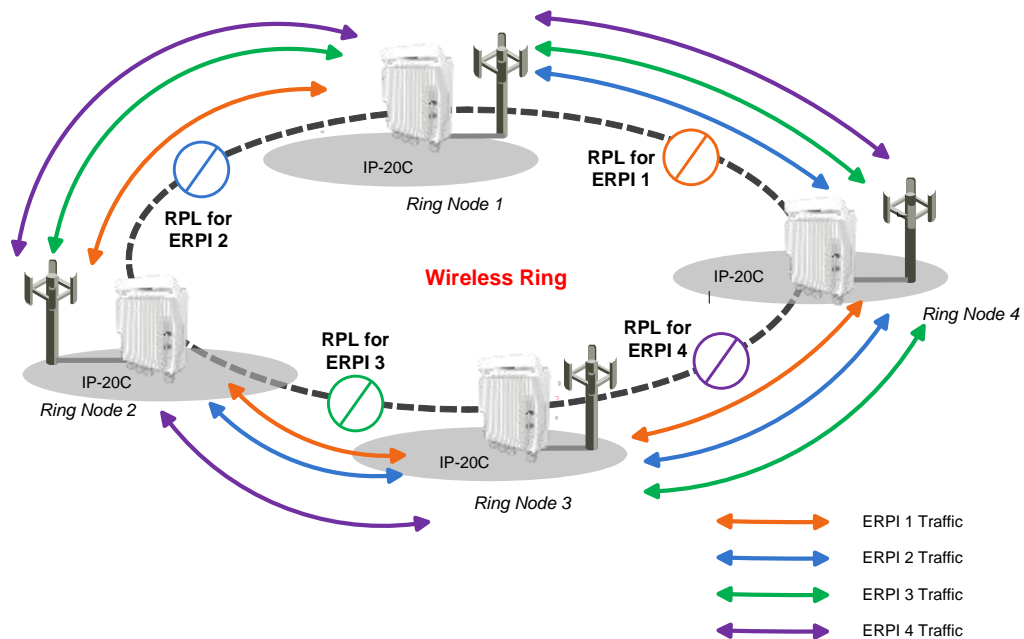 IP-20C
Ring Node 1
RPL for
ERPI 1
RPL for
ERPI 2
Wireless Ring
IP-20C
Ring Node 4
RPL for
ERPI 3
RPL for
ERPI 4
IP-20C
Ring Node 2
IP-20C
Ring Node 3
ERPI 1 Traffic
ERPI 2 Traffic
ERPI 3 Traffic
ERPI 4 Traffic